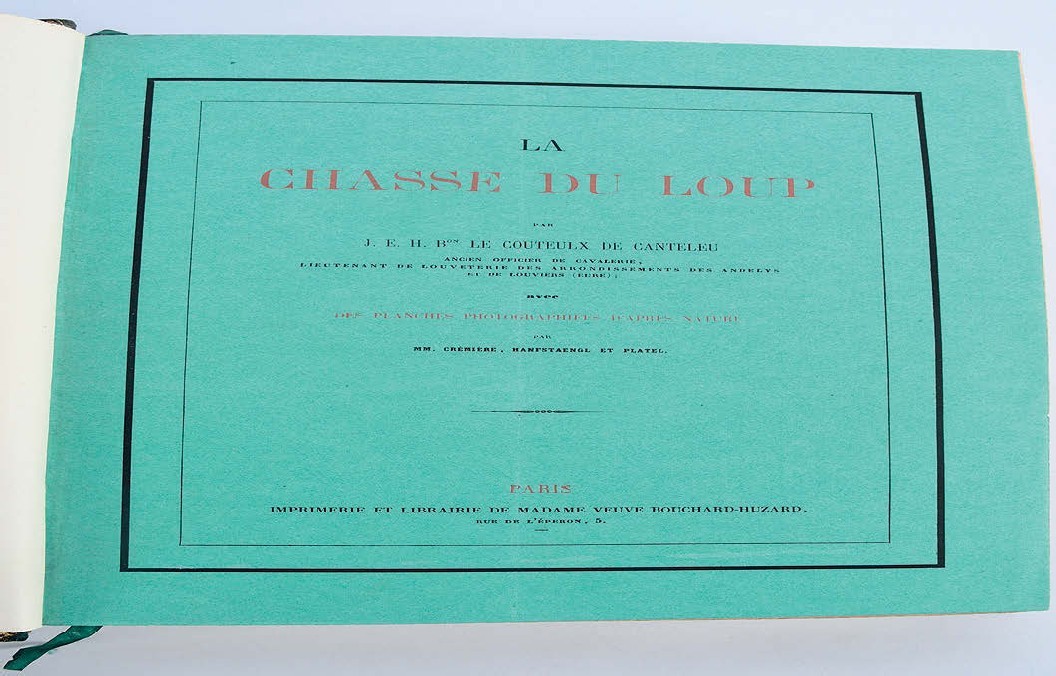 LA
CHASSE DU LOUP
PAR
J. E. H. Bᴼᴺ LE COUTEULX DE CANTELEU
ANCIEN OFFICIER DE CAVALERIE,
LIEUTENANT DE LOUVETERIE DES ARRONDISSEMENTS DES ANDELYS
ET DE LOUVIERS (EURE),
avec
DES PLANCHES PHOTOGRAPHIÉES D'APRÈS NATURE
PAR
MM. CRÉMIÈRE, HANFSTAENGL ET PLATEL.
PARIS
IMPRIMERIE ET LIBRAIRIE DE MADAME VEUVE BOUCHARD-HUZARD.
RUE DE L'ÉPERON, 5.